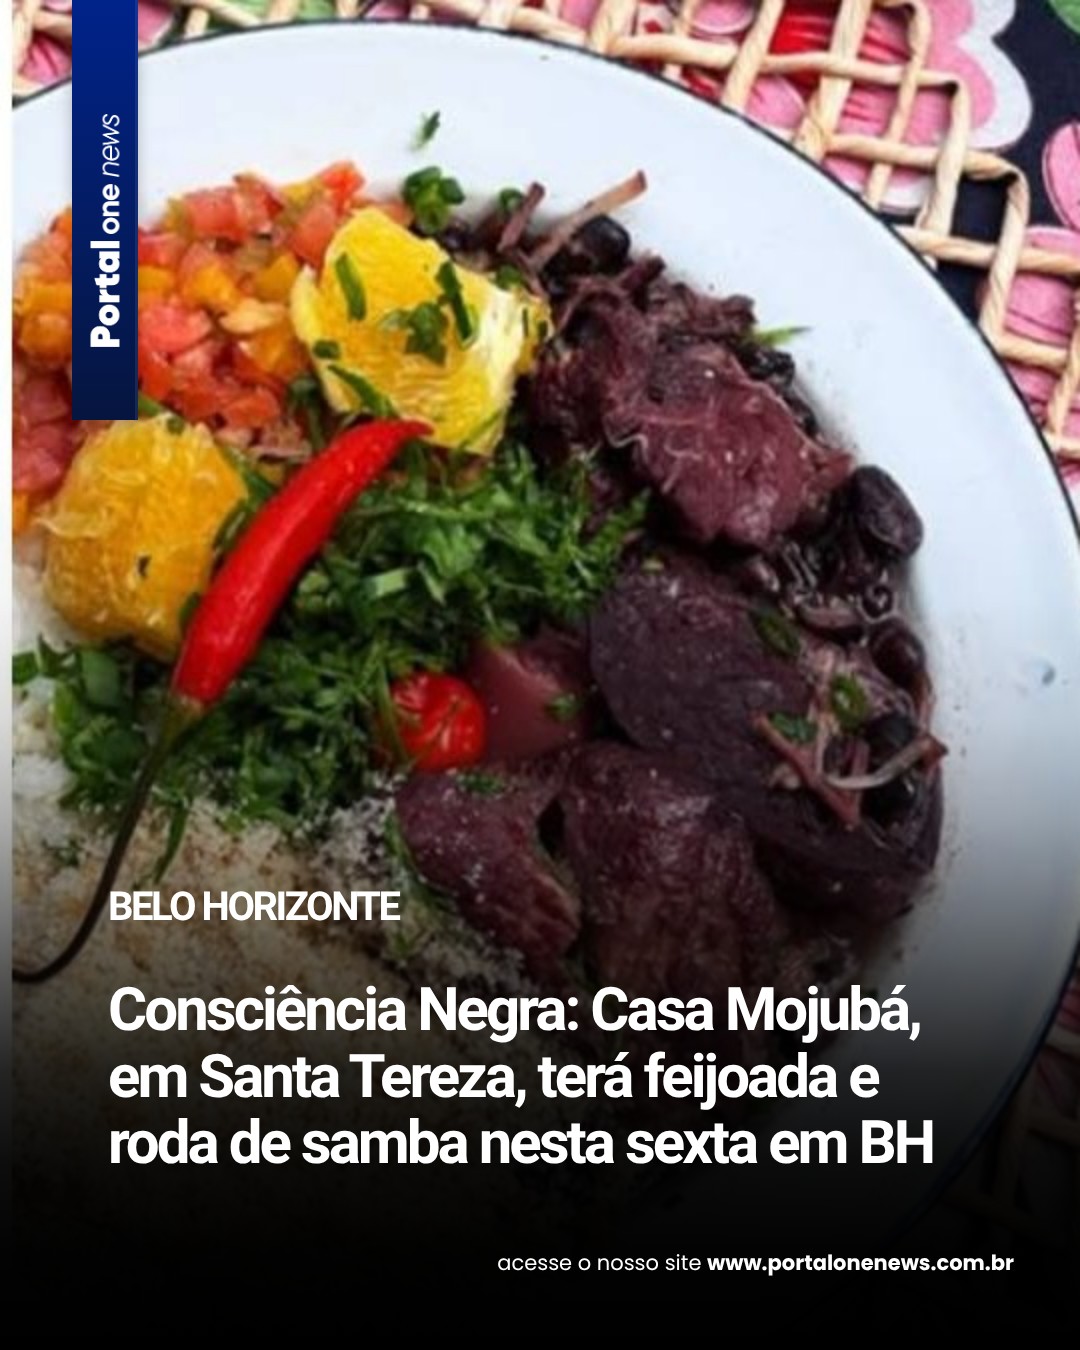 Portal one news
BELO HORIZONTE
Consciência Negra: Casa Mojubá,
em Santa Tereza, terá feijoada e
roda de samba nesta sexta em BH
acesse o nosso site www.portalonenews.com.br